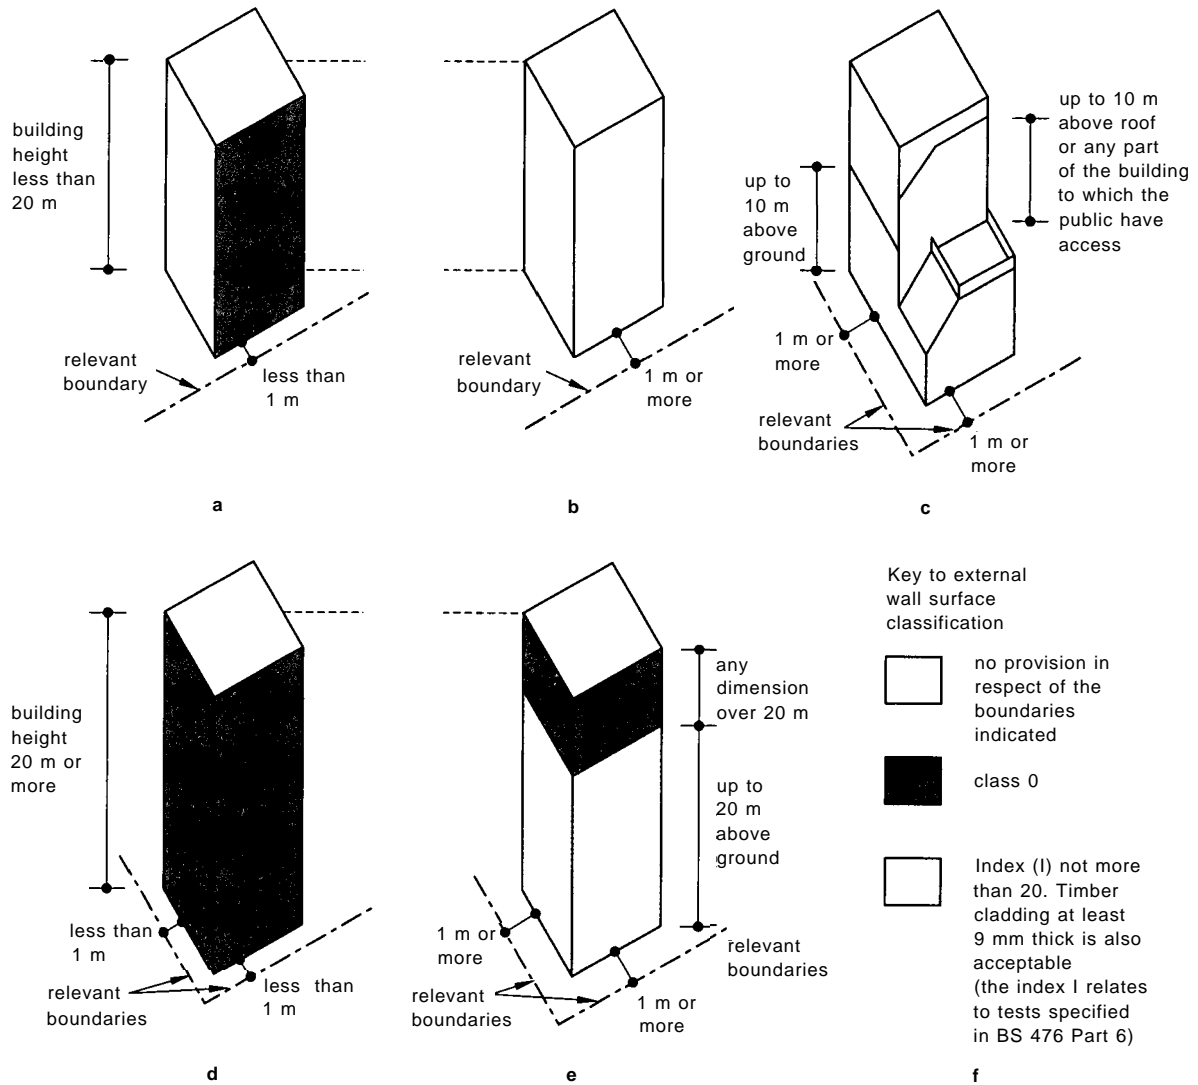 building
height
less than
20 m
relevant
boundary
less than
1 m
a
relevant
boundary
1 m or
more
b
up to
10 m
above
ground
up to 10 m
above roof
or any part
of the building
to which the
public have
access
1 m or
more
relevant
boundaries
1 m or
more
c
building
height
20 m or
more
less than
1 m
relevant
boundaries
less than
1 m
d
any
dimension
over 20 m
up to
20 m
above
ground
1 m or
more
relevant
boundaries
1 m or
more
e
Key to external
wall surface
classification
no provision in
respect of the
boundaries
indicated
class 0
Index (I) not more
than 20. Timber
cladding at least
9 mm thick is also
acceptable
(the index I relates
to tests specified
in BS 476 Part 6)
f